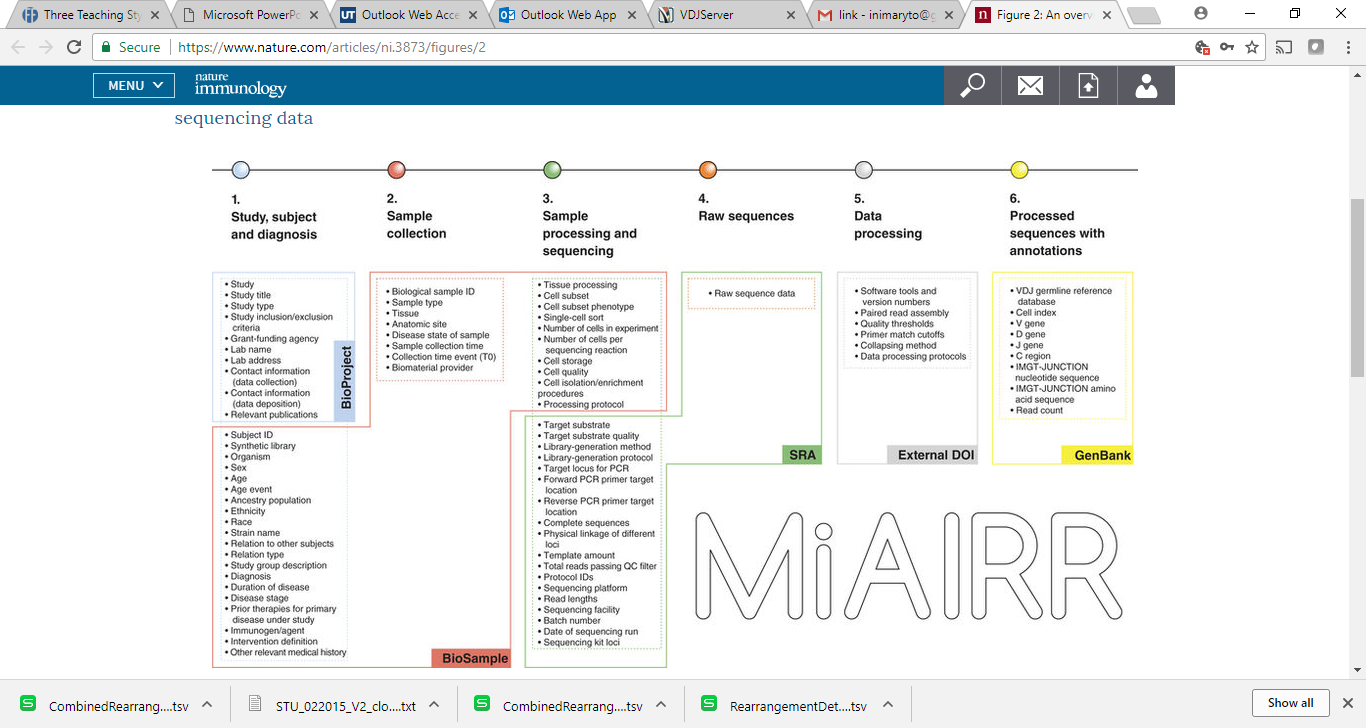 Three Teaching Sty
Microsoft PowerPo
Outlook Web Acce
Outlook Web App
VDJServer
link - inimaryto@g
Figure 2: An overv
Secure
https://www.nature.com/articles/ni.3873/figures/2
MENU
nature
immunology
sequencing data
1.
Study, subject
and diagnosis
2.
Sample
collection
3.
Sample
processing and
sequencing
4.
Raw sequences
5.
Data
processing
6.
Processed
sequences with
annotations
• Study
• Study title
• Study type
• Study inclusion/exclusion
criteria
• Grant-funding agency
• Lab name
• Lab address
• Contact information
(data collection)
• Contact information
(data deposition)
• Relevant publications
BioProject
• Subject ID
• Synthetic library
• Organism
• Sex
• Age
• Age event
• Ancestry population
• Ethnicity
• Race
• Strain name
• Relation to other subjects
• Relation type
• Study group description
• Diagnosis
• Duration of disease
• Disease stage
• Prior therapies for primary
disease under study
• Immunogen/agent
• Intervention definition
• Other relevant medical history
BioSample
• Biological sample ID
• Sample type
• Tissue
• Anatomic site
• Disease state of sample
• Sample collection time
• Collection time event (T0)
• Biomaterial provider
• Tissue processing
• Cell subset
• Cell subset phenotype
• Single-cell sort
• Number of cells in experiment
• Number of cells per
sequencing reaction
• Cell storage
• Cell quality
• Cell isolation/enrichment
procedures
• Processing protocol
• Target substrate
• Target substrate quality
• Library-generation method
• Library-generation protocol
• Target locus for PCR
• Forward PCR primer target
location
• Reverse PCR primer target
location
• Complete sequences
• Physical linkage of different
loci
• Template amount
• Total reads passing QC filter
• Protocol IDs
• Sequencing platform
• Read lengths
• Sequencing facility
• Batch number
• Date of sequencing run
• Sequencing kit loci
• Raw sequence data
SRA
• Software tools and
version numbers
• Paired read assembly
• Quality thresholds
• Primer match cutoffs
• Collapsing method
• Data processing protocols
External DOI
• VDJ germline reference
database
• Cell index
• V gene
• D gene
• J gene
• C region
• IMGT-JUNCTION
nucleotide sequence
• IMGT-JUNCTION amino
acid sequence
• Read count
GenBank
MiAIRR
CombinedRearrang....tsv
STU_022015_V2_clo....txt
CombinedRearrang....tsv
RearrangementDet....tsv
Show all